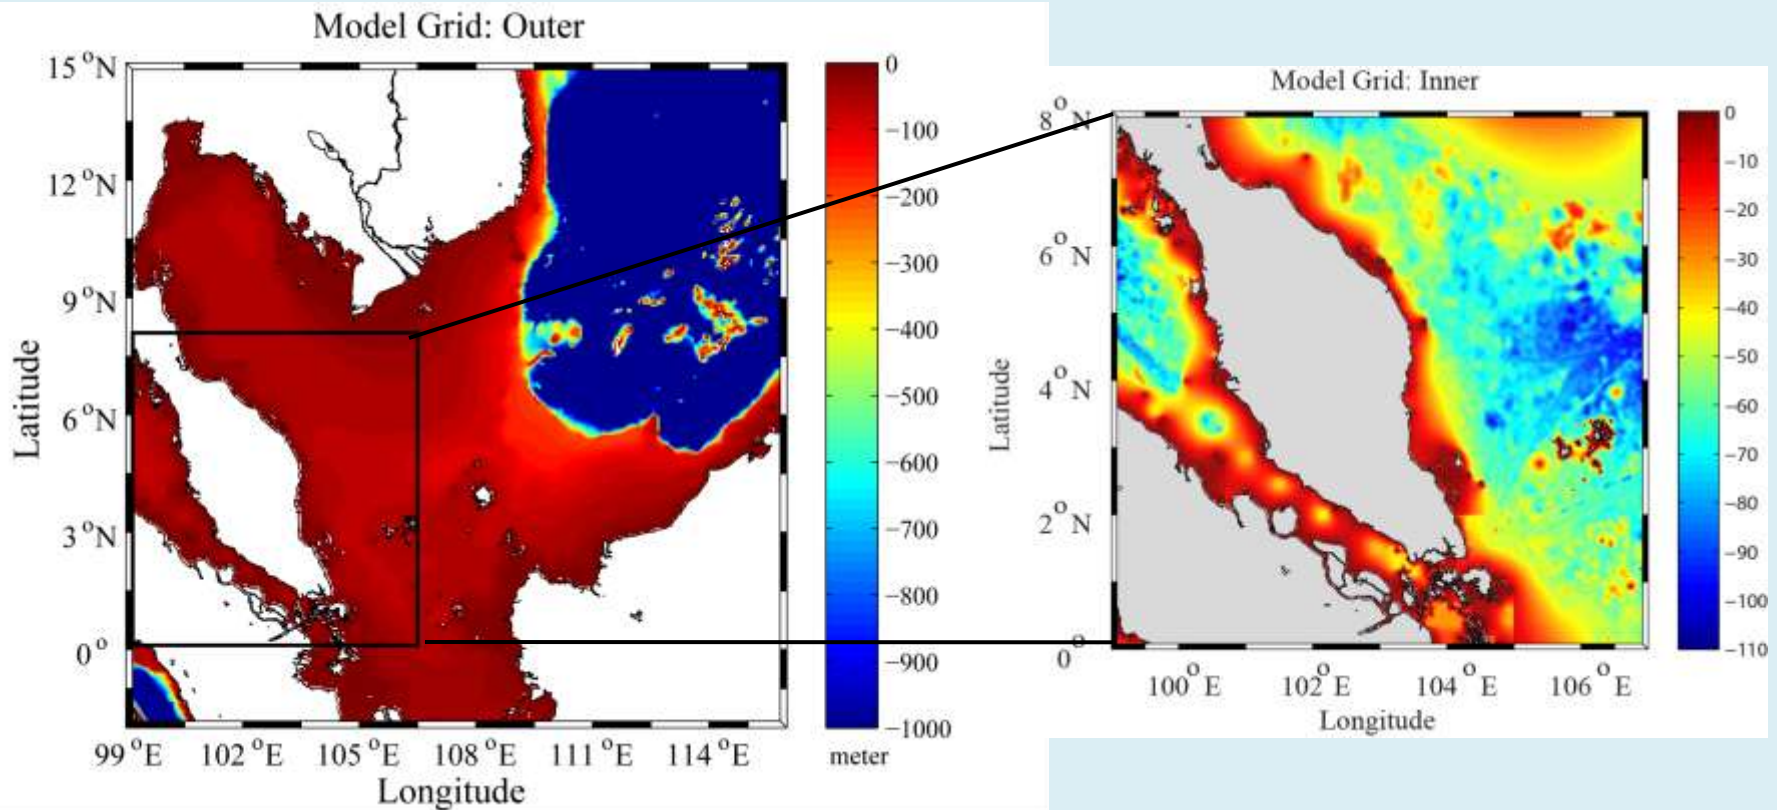 Model Grid: Outer
15 °N
12 °N
9 °N
6 °N
3 °N
0 °
Latitude
99 °E 102 °E 105 °E 108 °E 111 °E 114 °E
Longitude
0
−100
−200
−300
−400
−500
−600
−700
−800
−900
−1000
meter
Model Grid: Inner
8 °N
6 °N
4 °N
2 °N
0 °
Latitude
100 °E 102 °E 104 °E 106 °E
Longitude
0
−10
−20
−30
−40
−50
−60
−70
−80
−90
−100
−110